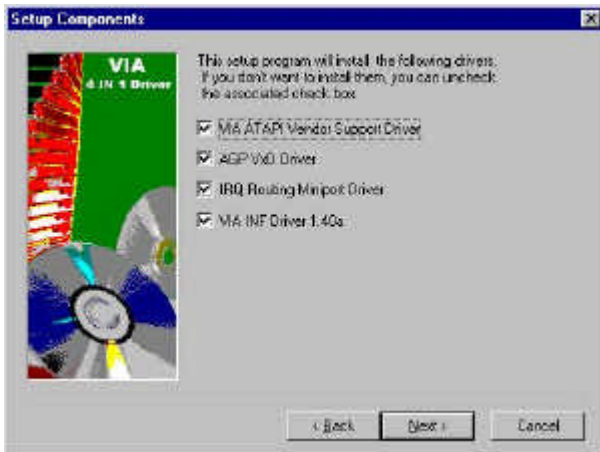 Setup Components
VIA
4 IN 1 Driver
This setup program will install the following drivers.
If you don't want to install them, you can uncheck
the associated check box.
VIA ATAPI Vendor Support Driver
AGP VxD Driver
IRQ Routing Miniport Driver
VIA INF Driver 1.40a
< Back
Next >
Cancel